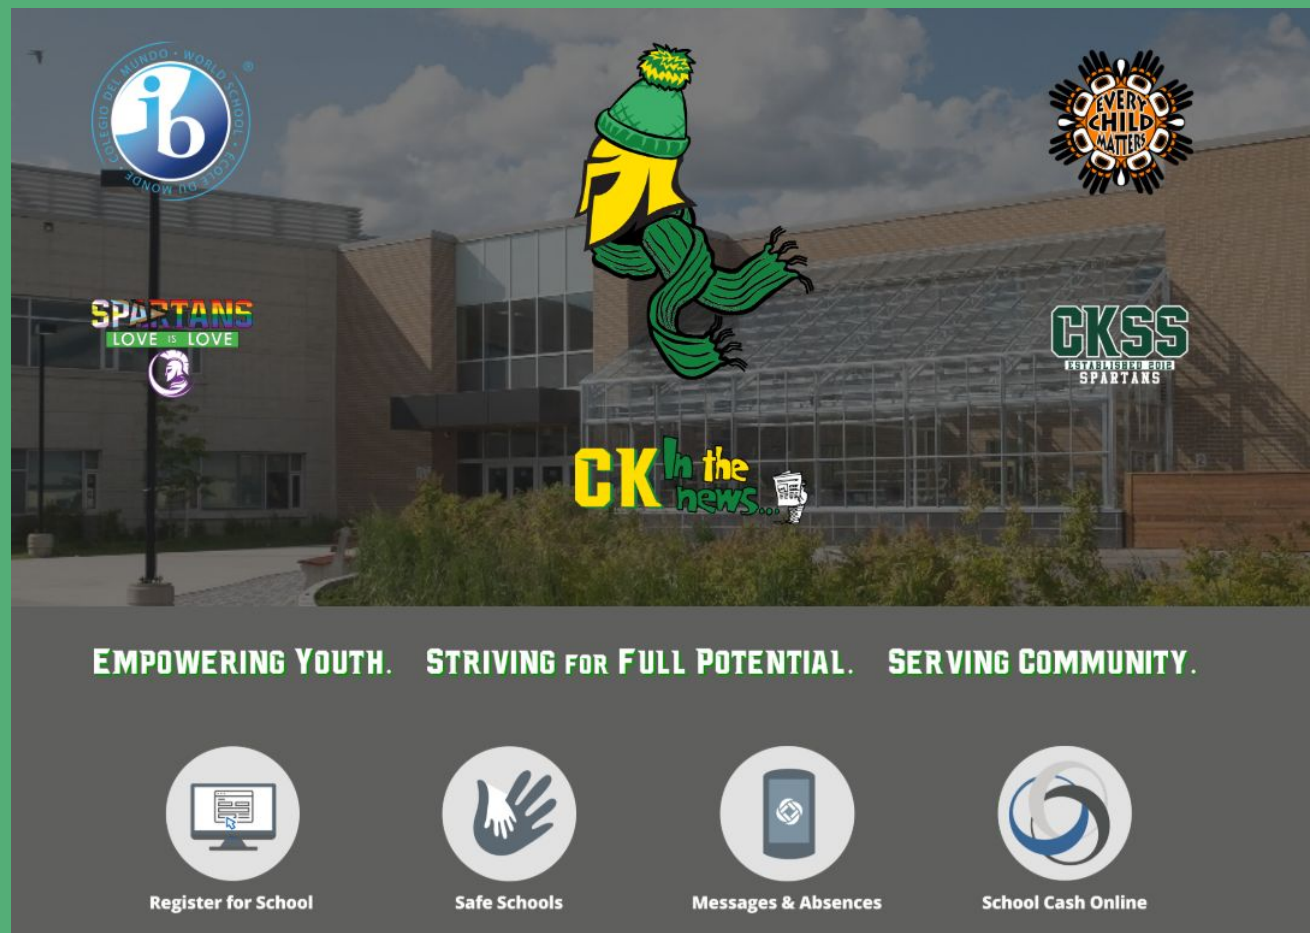 COLEGIO DEL MUNDO · WORLD SCHOOL · ÉCOLE DU MONDE ·
ib
®
EVERY
CHILD
MATTERS
SPARTANS
LOVE IS LOVE
CKSS
ESTABLISHED 2012
SPARTANS
CK In the
news...
EMPOWERING YOUTH. STRIVING FOR FULL POTENTIAL. SERVING COMMUNITY.
Register for School
Safe Schools
Messages & Absences
School Cash Online